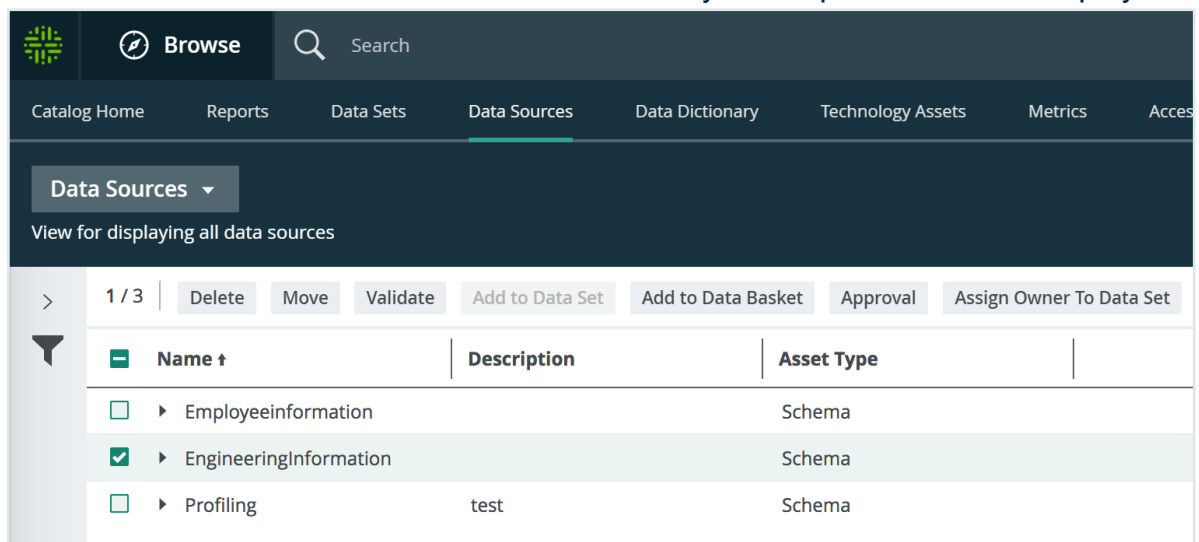 Browse
Search
Catalog Home Reports Data Sets Data Sources Data Dictionary Technology Assets Metrics Acces
Data Sources
View for displaying all data sources
1 / 3 Delete Move Validate Add to Data Set Add to Data Basket Approval Assign Owner To Data Set
Name Description Asset Type
Employeeinformation Schema
EngineeringInformation Schema
Profiling test Schema